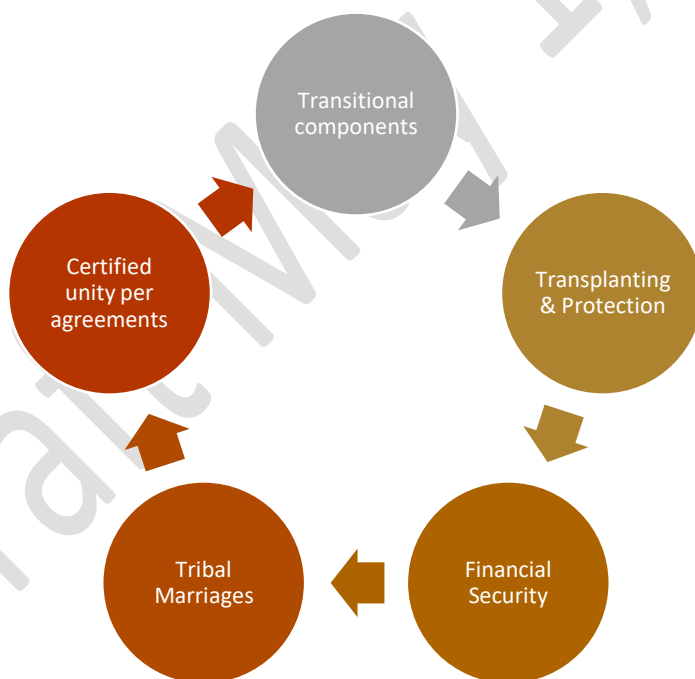 Transitional
components
Transplanting
& Protection
Financial
Security
Tribal
Marriages
Certified
unity per
agreements